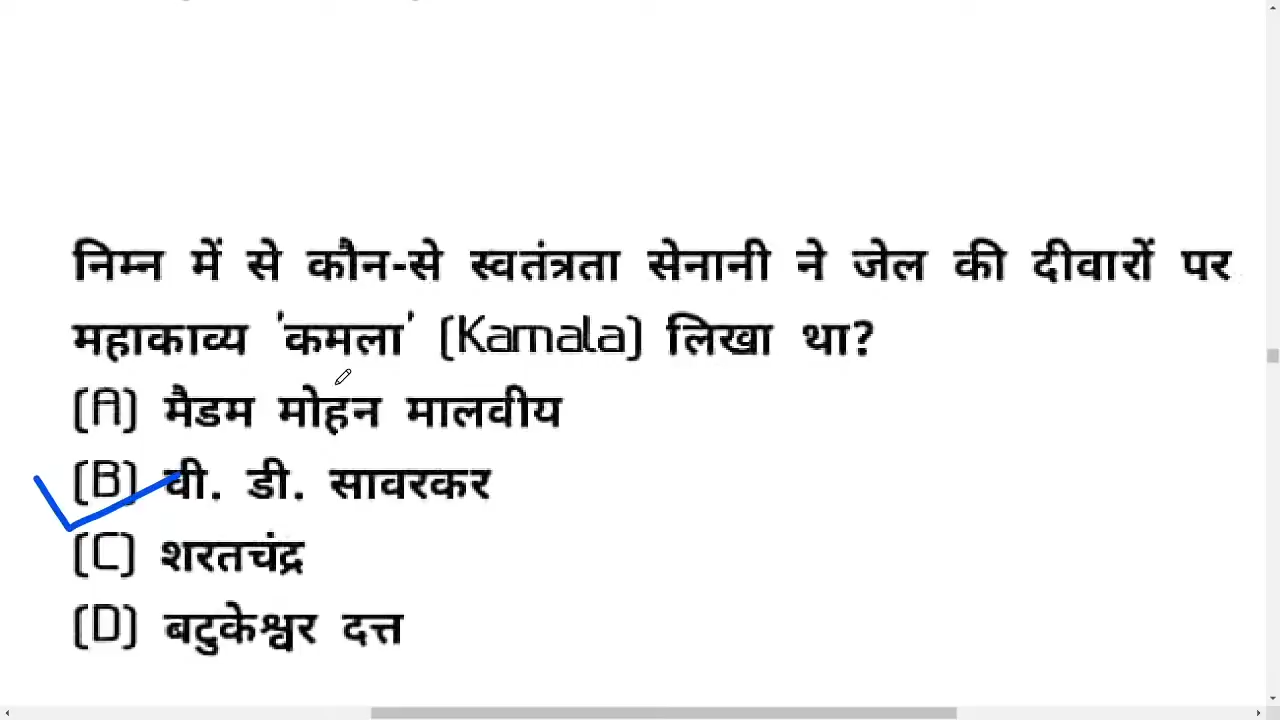 निम्न में से कौन-से स्वतंत्रता सेनानी ने जेल की दीवारों पर
महाकाव्य 'कमला' (Kamala) लिखा था?
(A) मैडम मोहन मालवीय
(B) वी. डी. सावरकर
(C) शरतचंद्र
(D) बटुकेश्वर दत्त